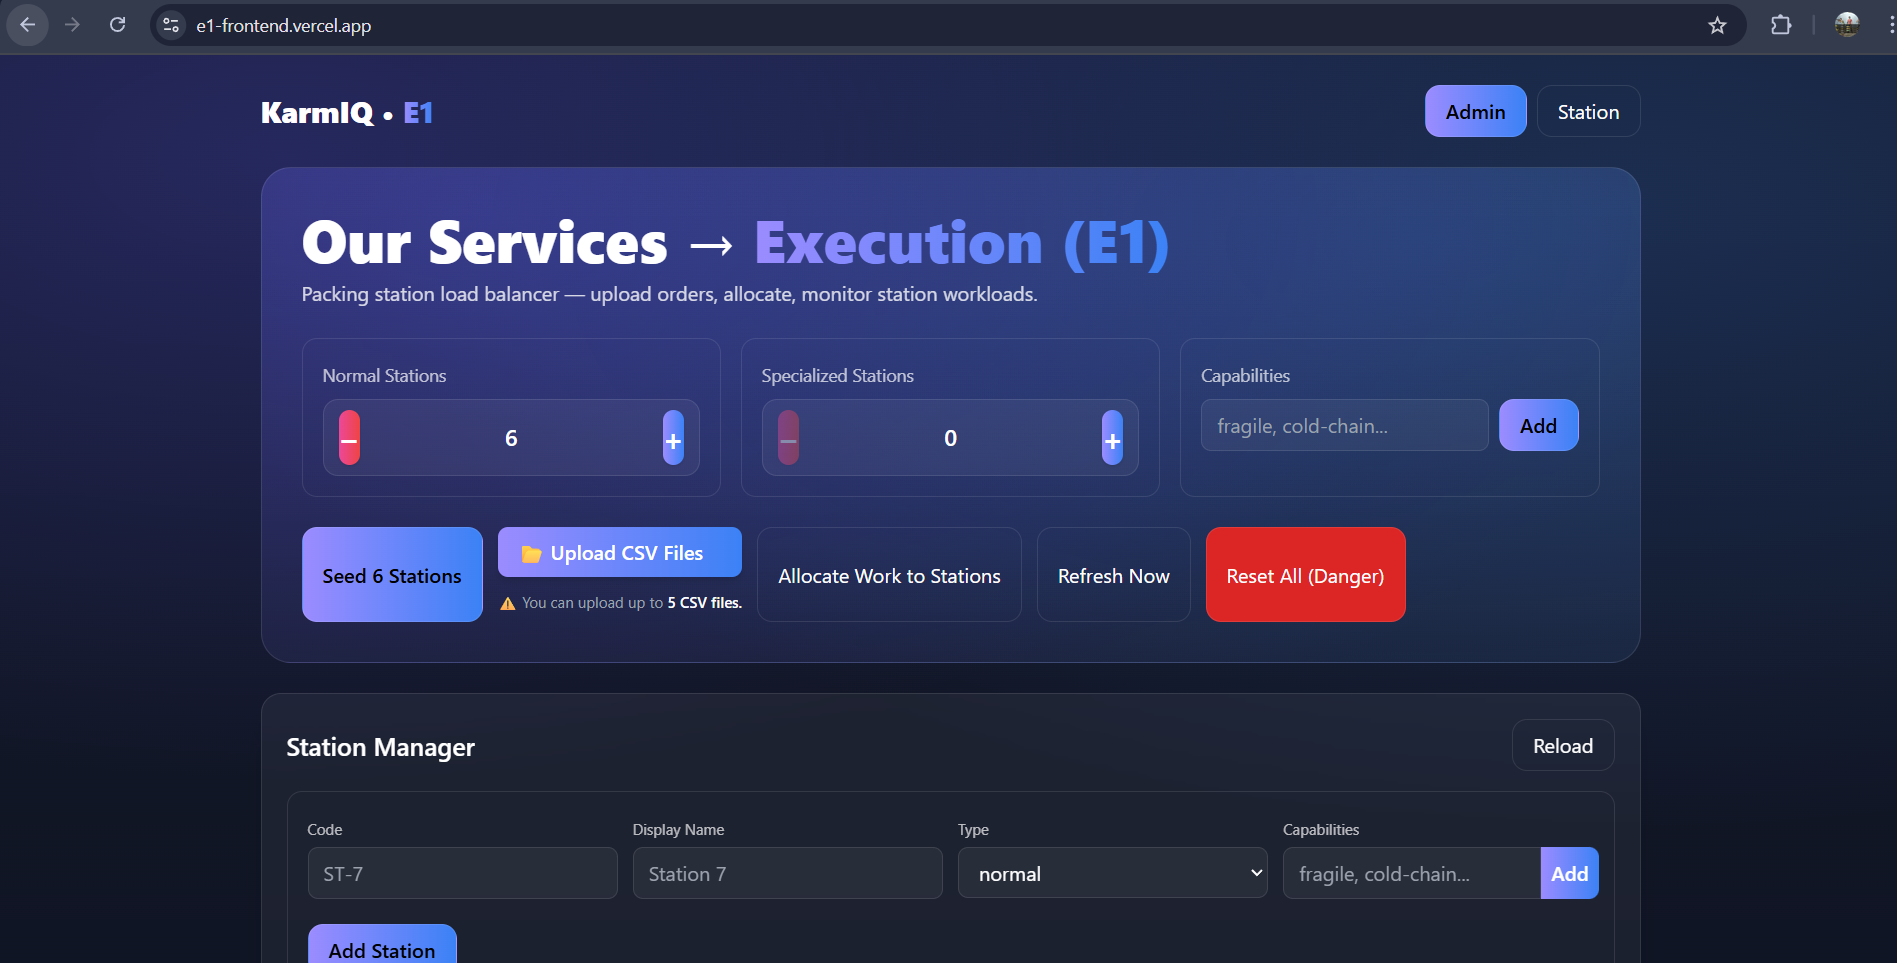 e1-frontend.vercel.app
KarmIQ • E1
Admin
Station
Our Services → Execution (E1)
Packing station load balancer — upload orders, allocate, monitor station workloads.
Normal Stations
Specialized Stations
Capabilities
− 6 +
− 0 +
fragile, cold-chain...
Add
Seed 6 Stations
📂 Upload CSV Files
⚠ You can upload up to 5 CSV files.
Allocate Work to Stations
Refresh Now
Reset All (Danger)
Station Manager
Reload
Code
Display Name
Type
Capabilities
ST-7
Station 7
normal
fragile, cold-chain...
Add
Add Station